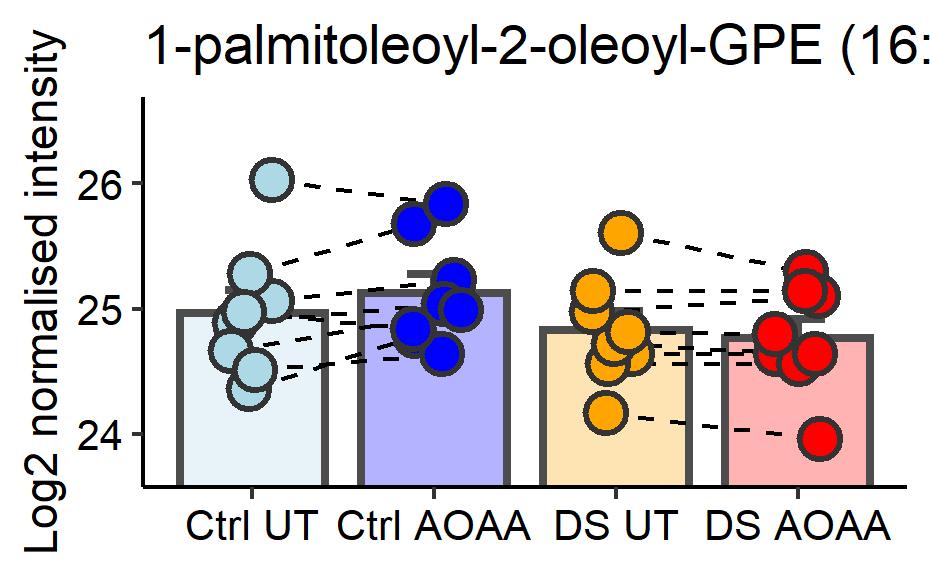 1-palmitoleoyl-2-oleoyl-GPE (16:
Log2 normalised intensity
26
25
24
Ctrl UT
Ctrl AOAA
DS UT
DS AOAA